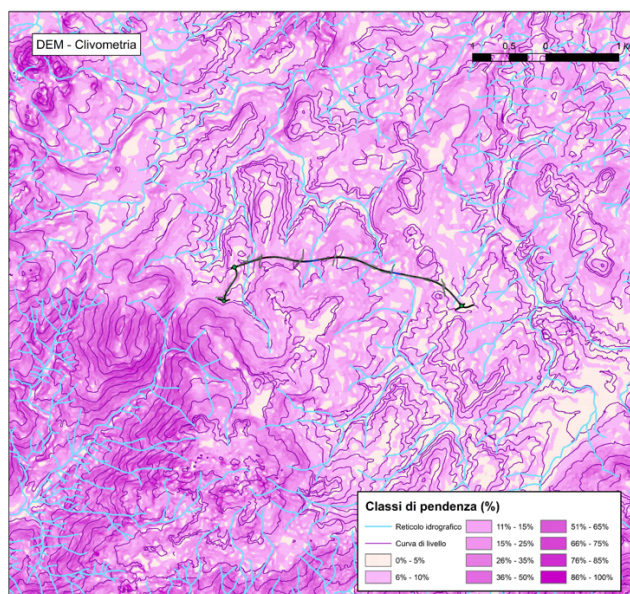 DEM - Clivometria
1 0,5 0 1 K
Classi di pendenza (%)
Reticolo idrografico
Curva di livello
0% - 5%
6% - 10%
11% - 15%
15% - 25%
26% - 35%
36% - 50%
51% - 65%
66% - 75%
76% - 85%
86% - 100%